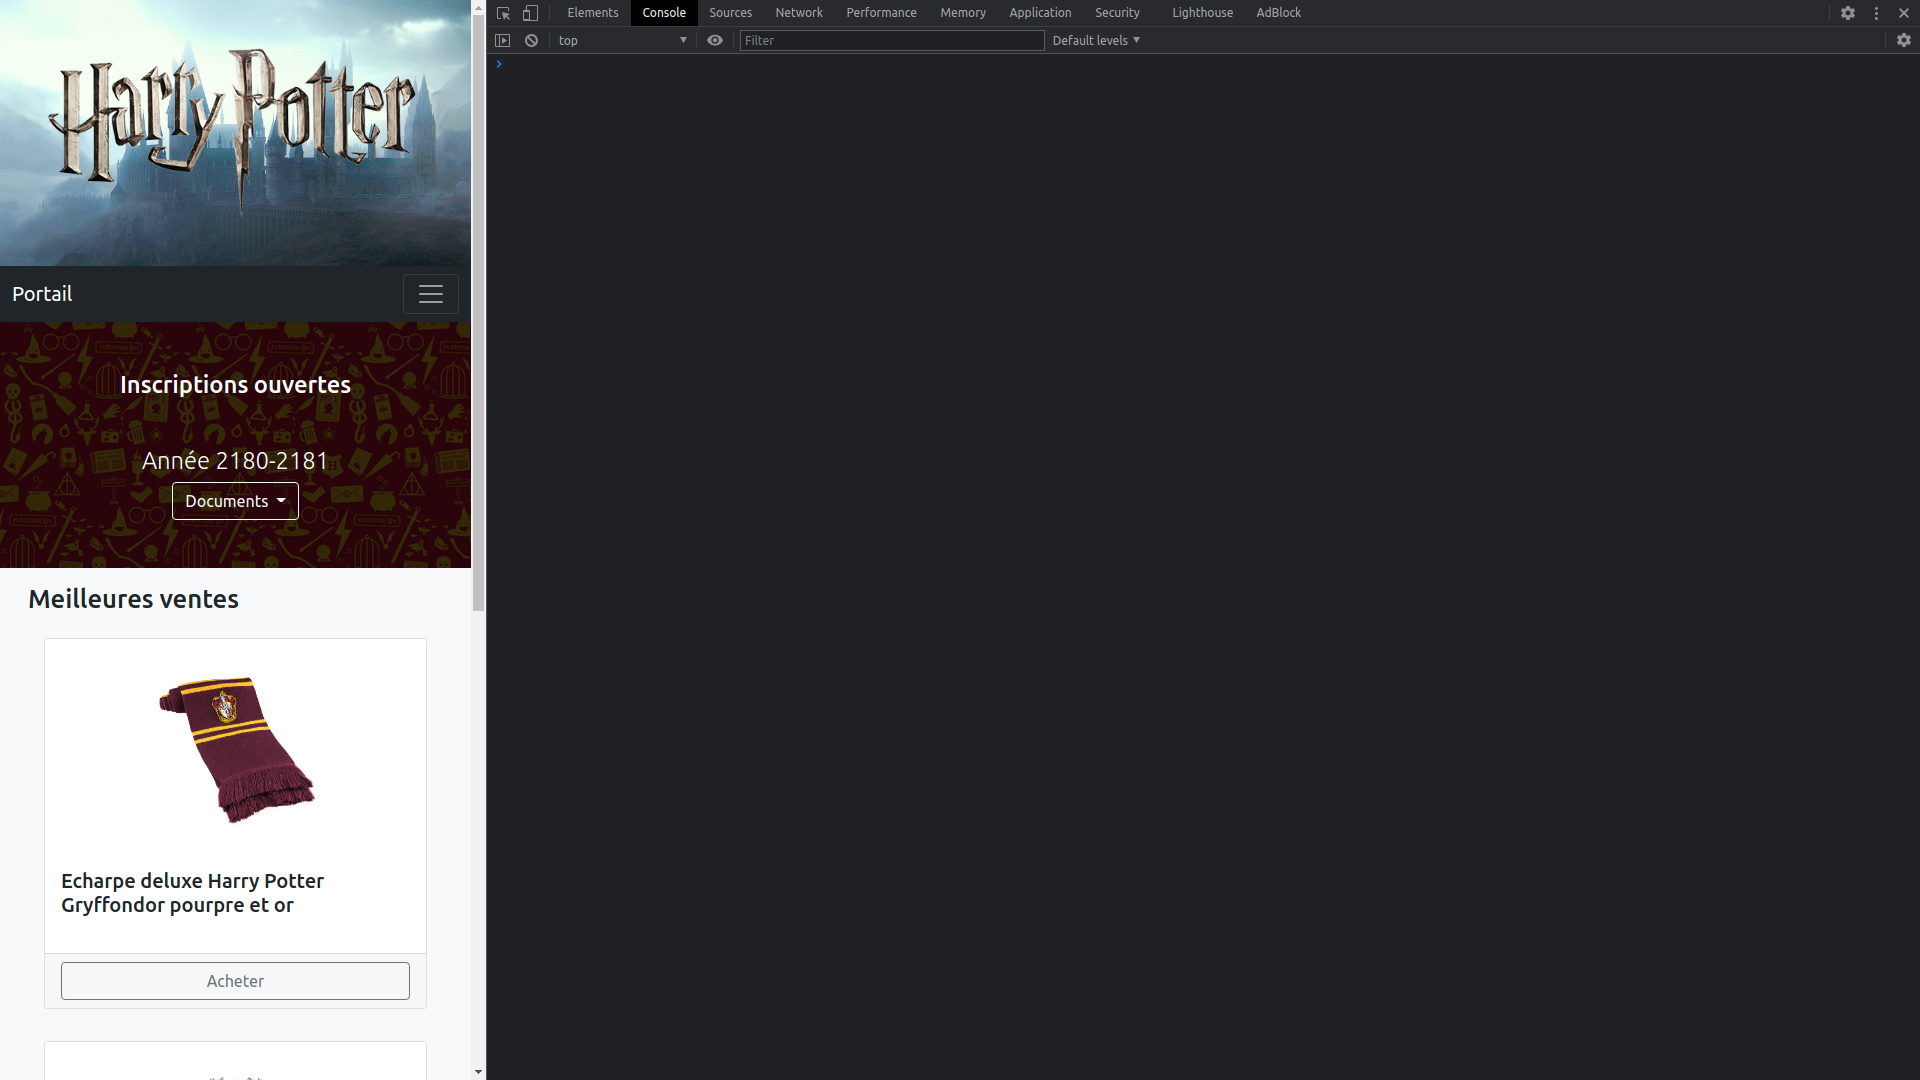 Harry Potter
Portail
Inscriptions ouvertes
Année 2180-2181
Documents
Meilleures ventes
Echarpe deluxe Harry Potter
Gryffondor pourpre et or
Acheter
Elements Console Sources Network Performance Memory Application Security Lighthouse AdBlock
top Filter Default levels